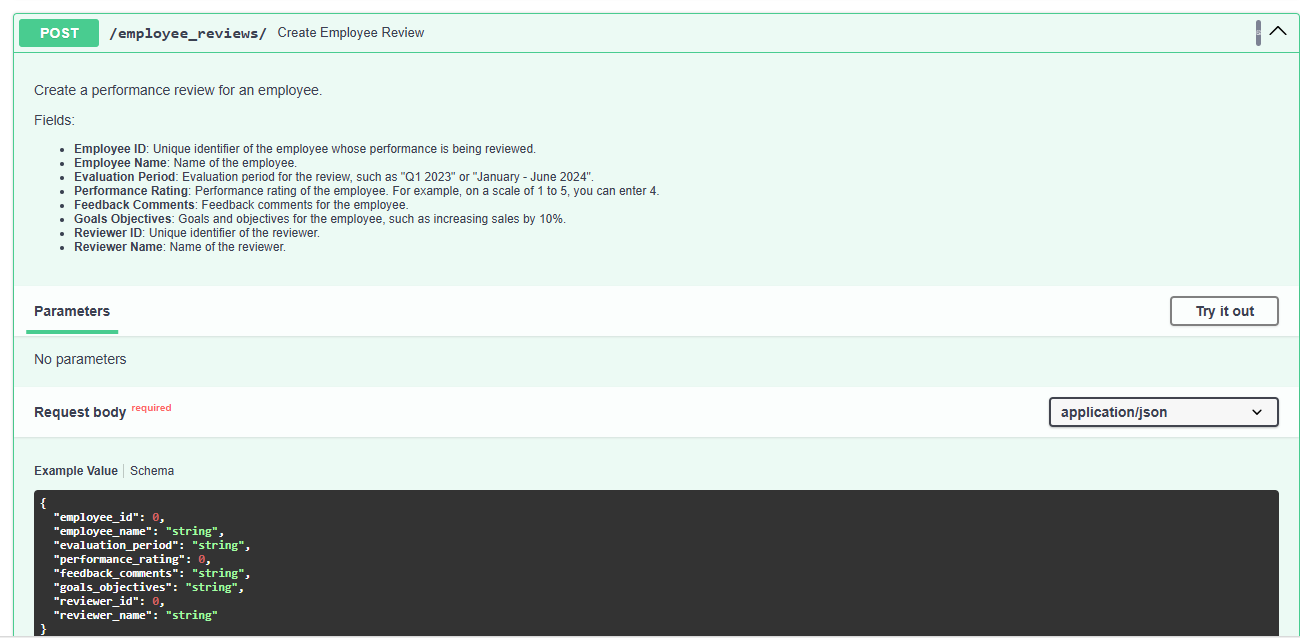 POST /employee_reviews/ Create Employee Review
Create a performance review for an employee.
Fields:
• Employee ID: Unique identifier of the employee whose performance is being reviewed.
• Employee Name: Name of the employee.
• Evaluation Period: Evaluation period for the review, such as "Q1 2023" or "January - June 2024".
• Performance Rating: Performance rating of the employee. For example, on a scale of 1 to 5, you can enter 4.
• Feedback Comments: Feedback comments for the employee.
• Goals Objectives: Goals and objectives for the employee, such as increasing sales by 10%.
• Reviewer ID: Unique identifier of the reviewer.
• Reviewer Name: Name of the reviewer.
Parameters Try it out
No parameters
Request body required application/json
Example Value | Schema
{
  "employee_id": 0,
  "employee_name": "string",
  "evaluation_period": "string",
  "performance_rating": 0,
  "feedback_comments": "string",
  "goals_objectives": "string",
  "reviewer_id": 0,
  "reviewer_name": "string"
}